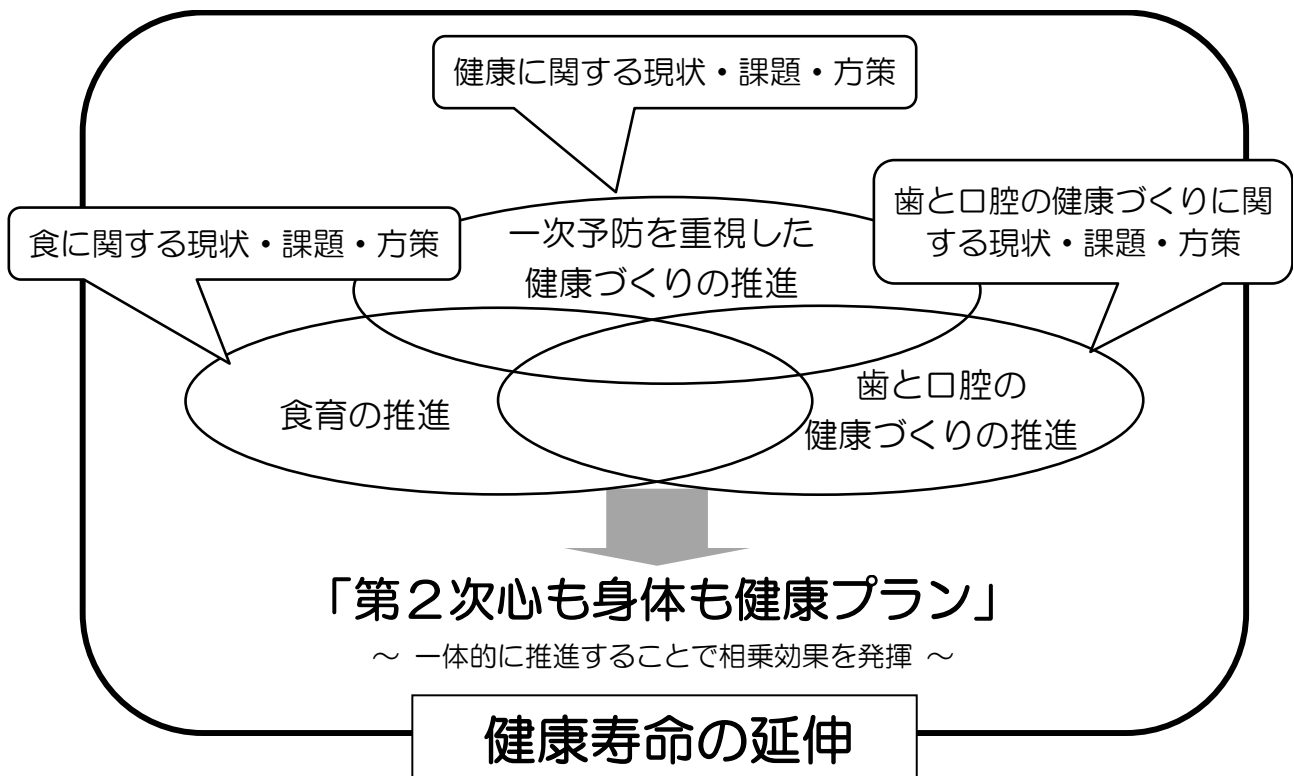 健康に関する現状・課題・方策
歯と口腔の健康づくりに関
する現状・課題・方策
食に関する現状・課題・方策
一次予防を重視した
健康づくりの推進
食育の推進
歯と口腔の
健康づくりの推進
「第２次心も身体も健康プラン」
～ 一体的に推進することで相乗効果を発揮 ～
健康寿命の延伸